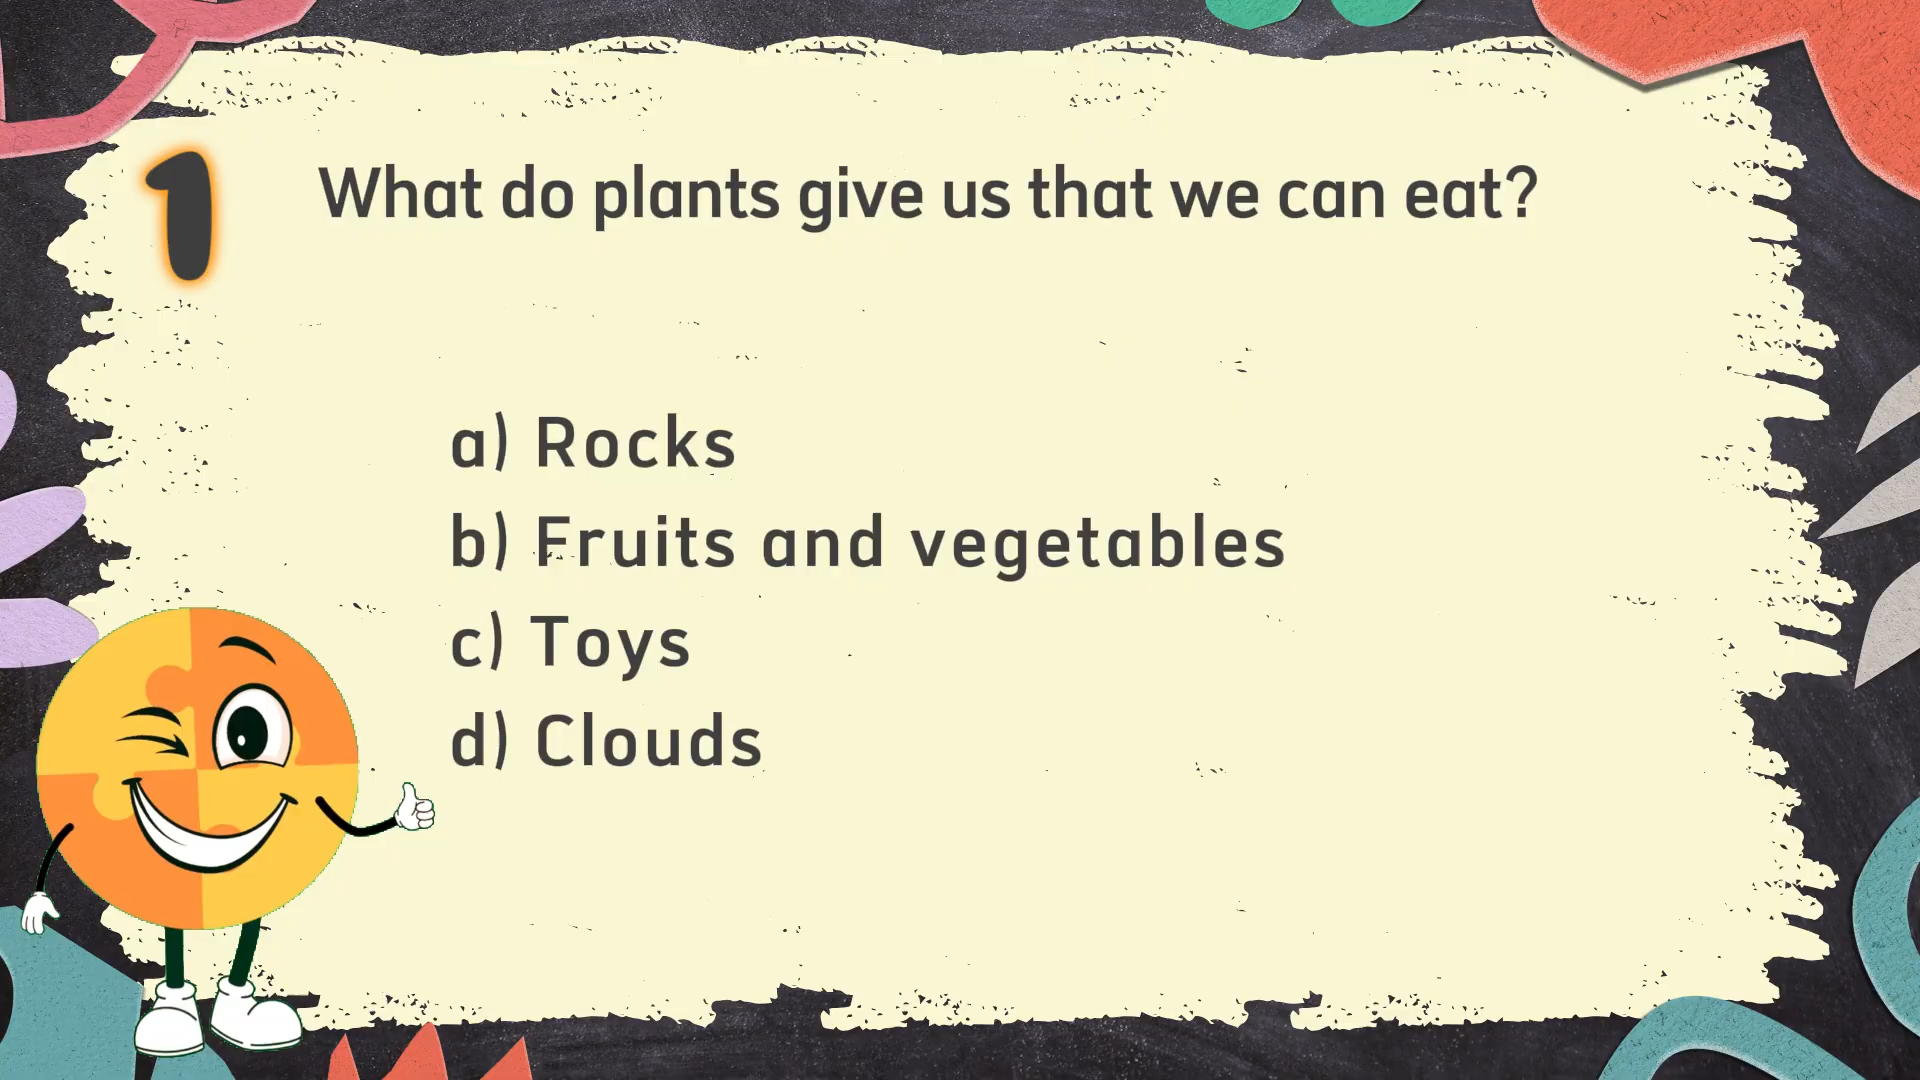 1
What do plants give us that we can eat?
a) Rocks
b) Fruits and vegetables
c) Toys
d) Clouds